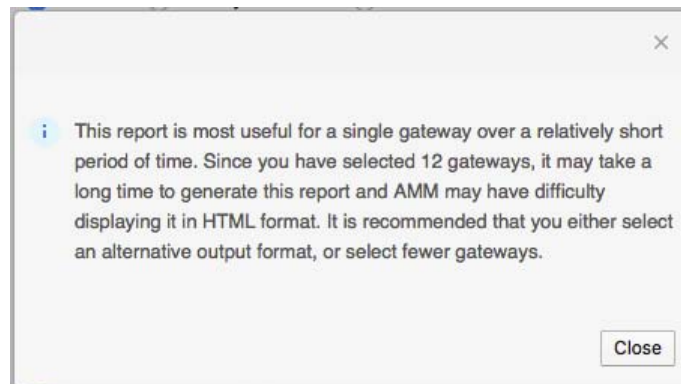 ×
i This report is most useful for a single gateway over a relatively short
period of time. Since you have selected 12 gateways, it may take a
long time to generate this report and AMM may have difficulty
displaying it in HTML format. It is recommended that you either select
an alternative output format, or select fewer gateways.
Close